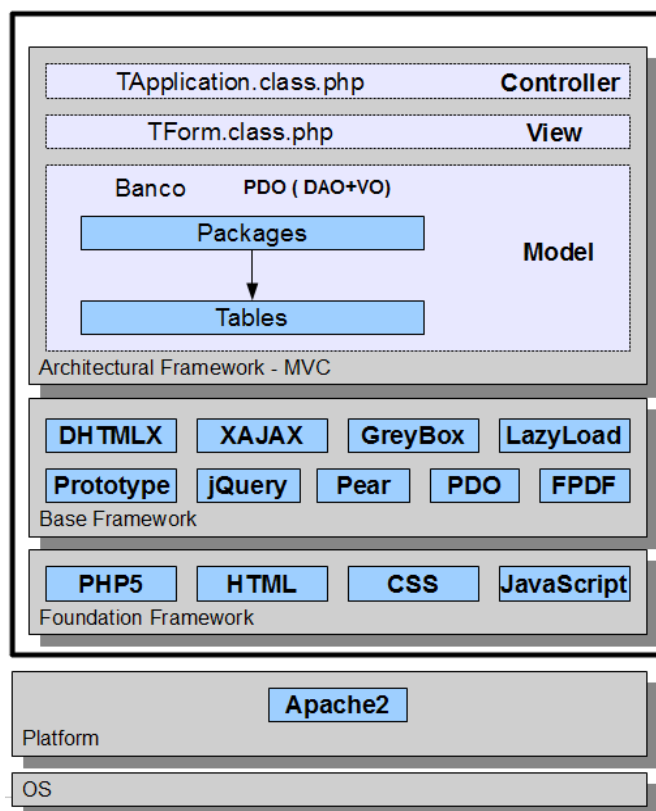 TApplication.class.php Controller
TForm.class.php View
Banco PDO ( DAO+VO)
Packages
Model
Tables
Architectural Framework - MVC
DHTMLX XAJAX GreyBox LazyLoad
Prototype jQuery Pear PDO FPDF
Base Framework
PHP5 HTML CSS JavaScript
Foundation Framework
Apache2
Platform
OS